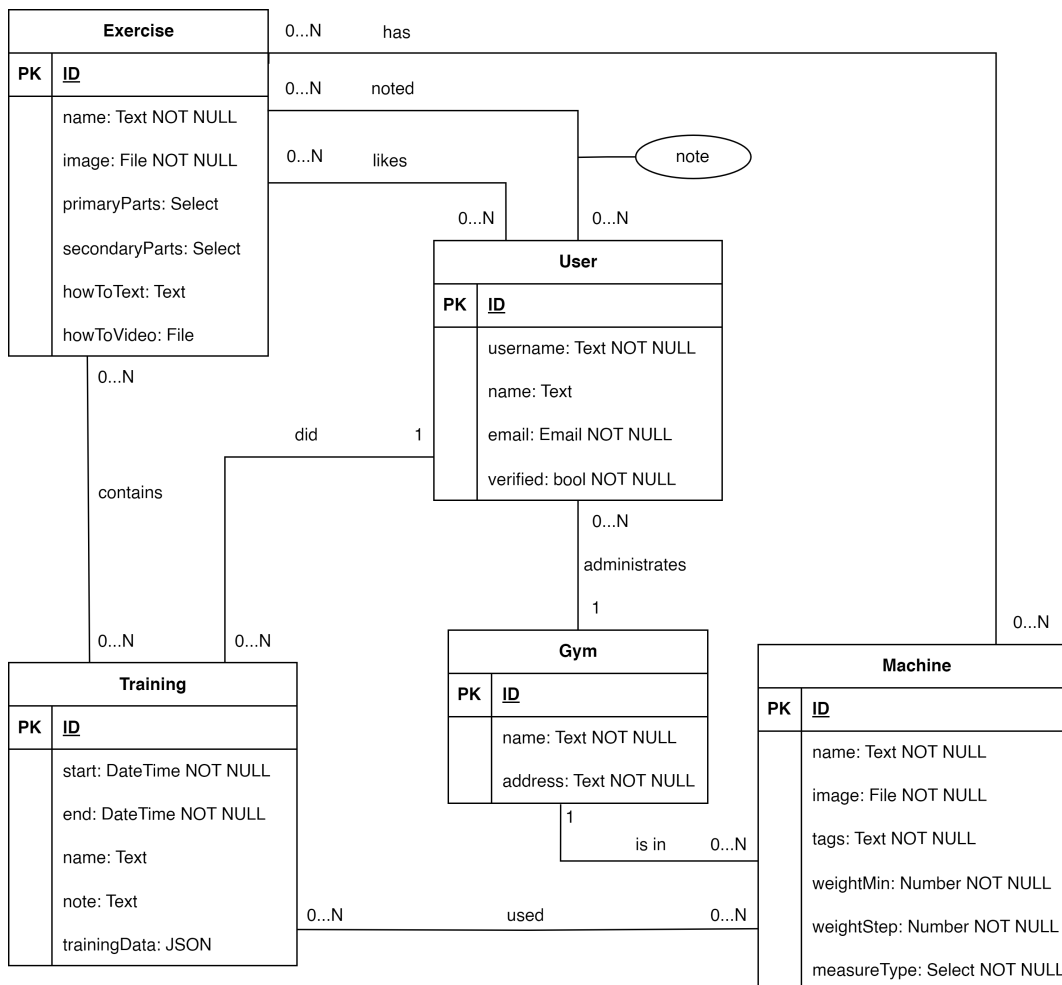 Exercise
PK ID
name: Text NOT NULL
image: File NOT NULL
primaryParts: Select
secondaryParts: Select
howToText: Text
howToVideo: File
0...N has
0...N noted
0...N likes
note
0...N 0...N
User
PK ID
username: Text NOT NULL
name: Text
email: Email NOT NULL
verified: bool NOT NULL
0...N
did 1
contains
0...N
administrates
1
0...N 0...N
0...N
Training
PK ID
start: DateTime NOT NULL
end: DateTime NOT NULL
name: Text
note: Text
trainingData: JSON
Gym
PK ID
name: Text NOT NULL
address: Text NOT NULL
1
is in 0...N
0...N used 0...N
Machine
PK ID
name: Text NOT NULL
image: File NOT NULL
tags: Text NOT NULL
weightMin: Number NOT NULL
weightStep: Number NOT NULL
measureType: Select NOT NULL